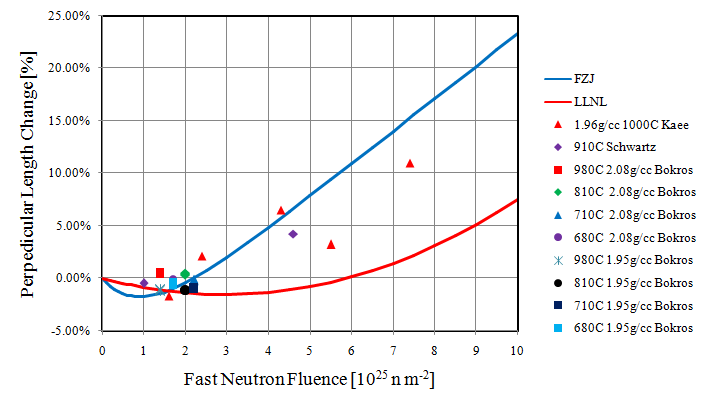 25.00%
20.00%
15.00%
10.00%
5.00%
0.00%
-5.00%
Perpedicular Length Change [%]
0 1 2 3 4 5 6 7 8 9 10
Fast Neutron Fluence [10²⁵ n m⁻²]
FZJ
LLNL
1.96g/cc 1000C Kaee
910C Schwartz
980C 2.08g/cc Bokros
810C 2.08g/cc Bokros
710C 2.08g/cc Bokros
680C 2.08g/cc Bokros
980C 1.95g/cc Bokros
810C 1.95g/cc Bokros
710C 1.95g/cc Bokros
680C 1.95g/cc Bokros